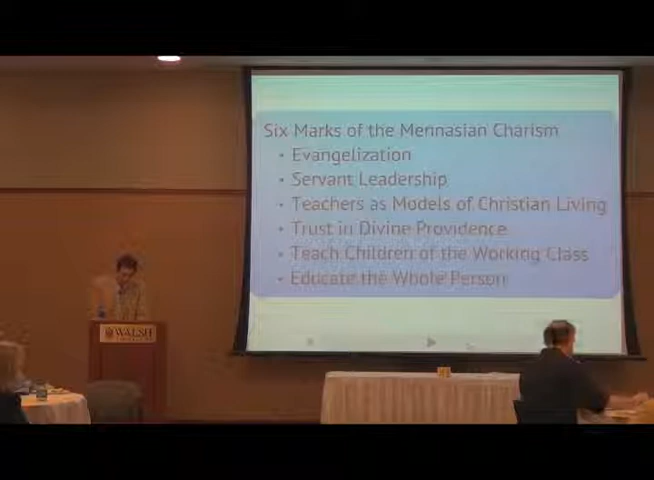 Six Marks of the Mennasian Charism
• Evangelization
• Servant Leadership
• Teachers as Models of Christian Living
• Trust in Divine Providence
• Teach Children of the Working Class
• Educate the Whole Person
WALSH